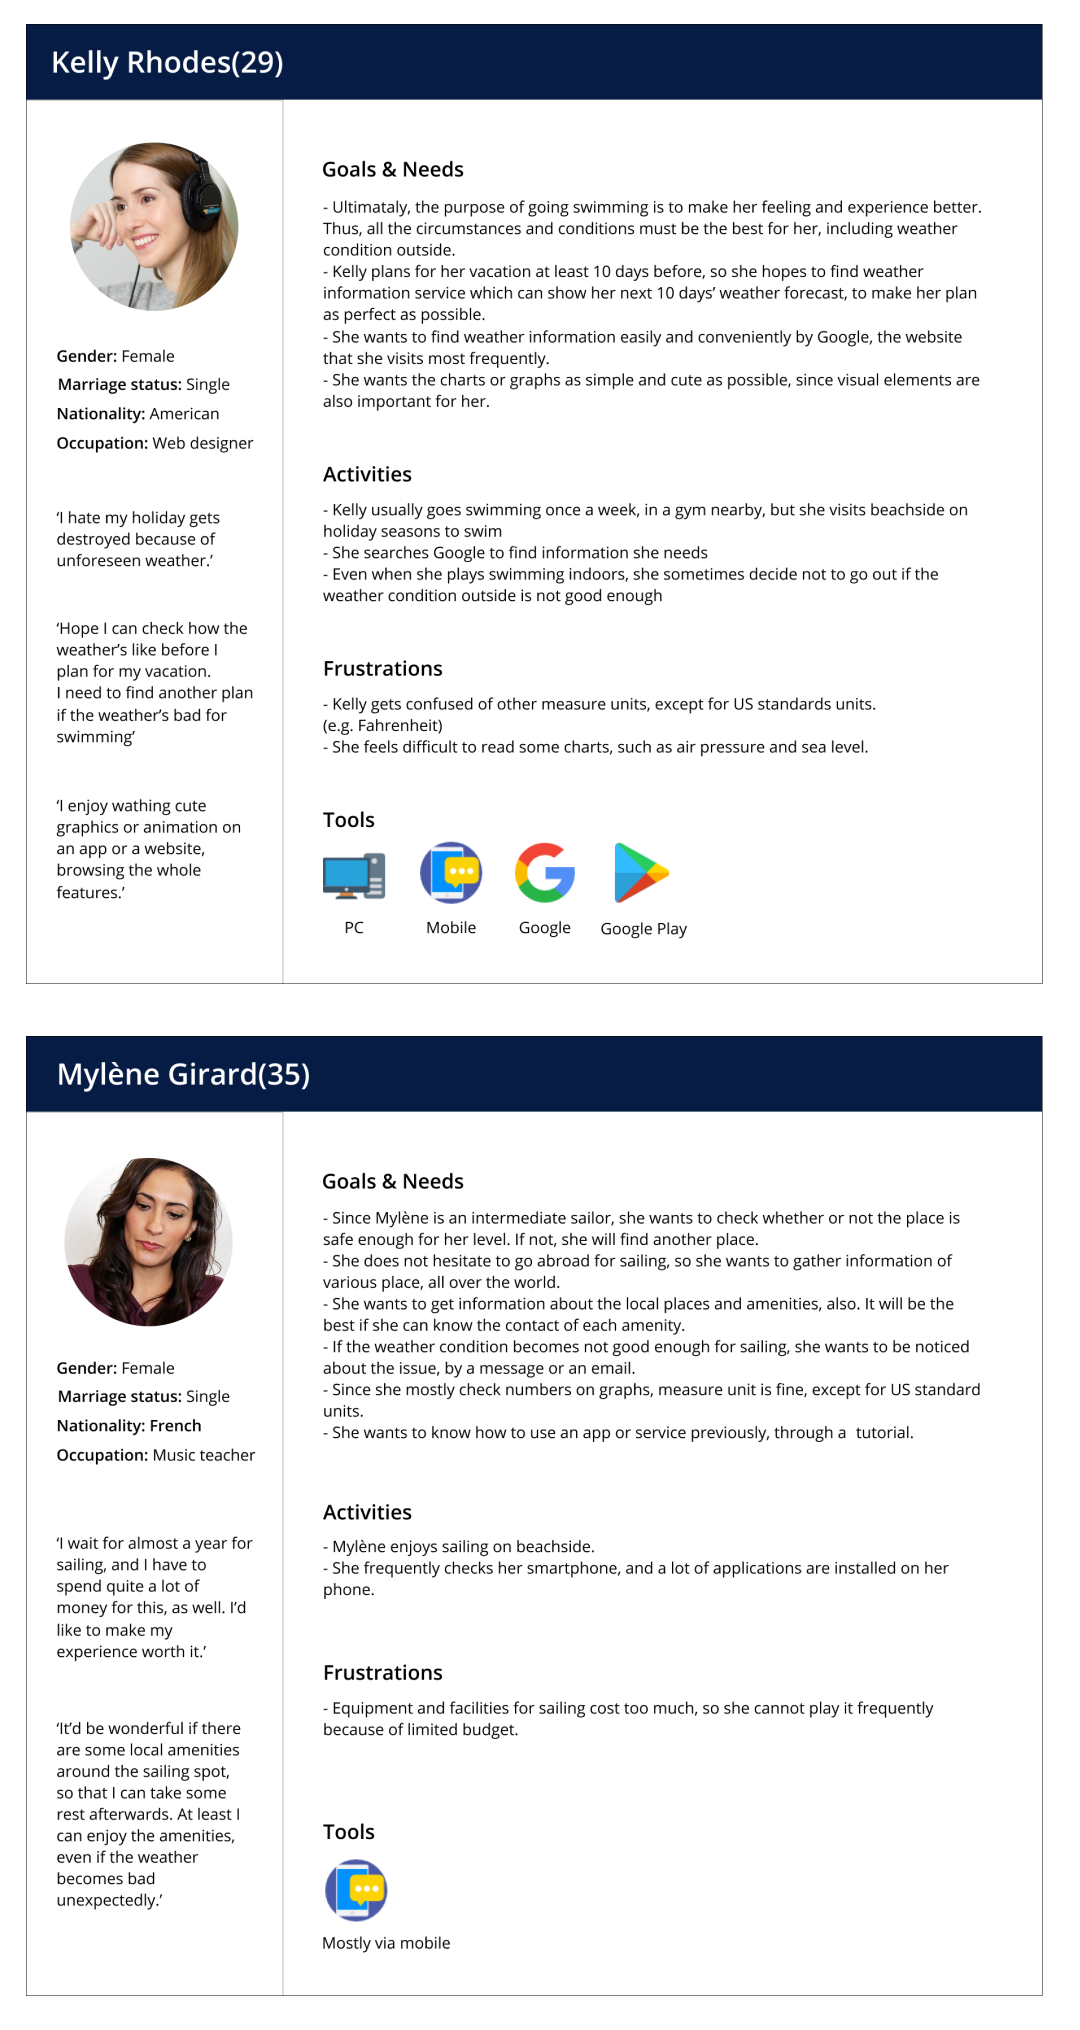 Kelly Rhodes(29)
Gender: Female
Marriage status: Single
Nationality: American
Occupation: Web designer
‘I hate my holiday gets
destroyed because of
unforeseen weather.’
‘Hope I can check how the
weather’s like before I
plan for my vacation.
I need to find another plan
if the weather’s bad for
swimming’
‘I enjoy wathing cute
graphics or animation on
an app or a website,
browsing the whole
features.’
Goals & Needs
- Ultimataly, the purpose of going swimming is to make her feeling and experience better.
Thus, all the circumstances and conditions must be the best for her, including weather
condition outside.
- Kelly plans for her vacation at least 10 days before, so she hopes to find weather
information service which can show her next 10 days’ weather forecast, to make her plan
as perfect as possible.
- She wants to find weather information easily and conveniently by Google, the website
that she visits most frequently.
- She wants the charts or graphs as simple and cute as possible, since visual elements are
also important for her.
Activities
- Kelly usually goes swimming once a week, in a gym nearby, but she visits beachside on
holiday seasons to swim
- She searches Google to find information she needs
- Even when she plays swimming indoors, she sometimes decide not to go out if the
weather condition outside is not good enough
Frustrations
- Kelly gets confused of other measure units, except for US standards units.
(e.g. Fahrenheit)
- She feels difficult to read some charts, such as air pressure and sea level.
Tools
PC
Mobile
Google
Google Play
Mylène Girard(35)
Gender: Female
Marriage status: Single
Nationality: French
Occupation: Music teacher
‘I wait for almost a year for
sailing, and I have to
spend quite a lot of
money for this, as well. I’d
like to make my
experience worth it.’
‘It’d be wonderful if there
are some local amenities
around the sailing spot,
so that I can take some
rest afterwards. At least I
can enjoy the amenities,
even if the weather
becomes bad
unexpectedly.’
Goals & Needs
- Since Mylène is an intermediate sailor, she wants to check whether or not the place is
safe enough for her level. If not, she will find another place.
- She does not hesitate to go abroad for sailing, so she wants to gather information of
various place, all over the world.
- She wants to get information about the local places and amenities, also. It will be the
best if she can know the contact of each amenity.
- If the weather condition becomes not good enough for sailing, she wants to be noticed
about the issue, by a message or an email.
- Since she mostly check numbers on graphs, measure unit is fine, except for US standard
units.
- She wants to know how to use an app or service previously, through a  tutorial.
Activities
- Mylène enjoys sailing on beachside.
- She frequently checks her smartphone, and a lot of applications are installed on her
phone.
Frustrations
- Equipment and facilities for sailing cost too much, so she cannot play it frequently
because of limited budget.
Tools
Mostly via mobile